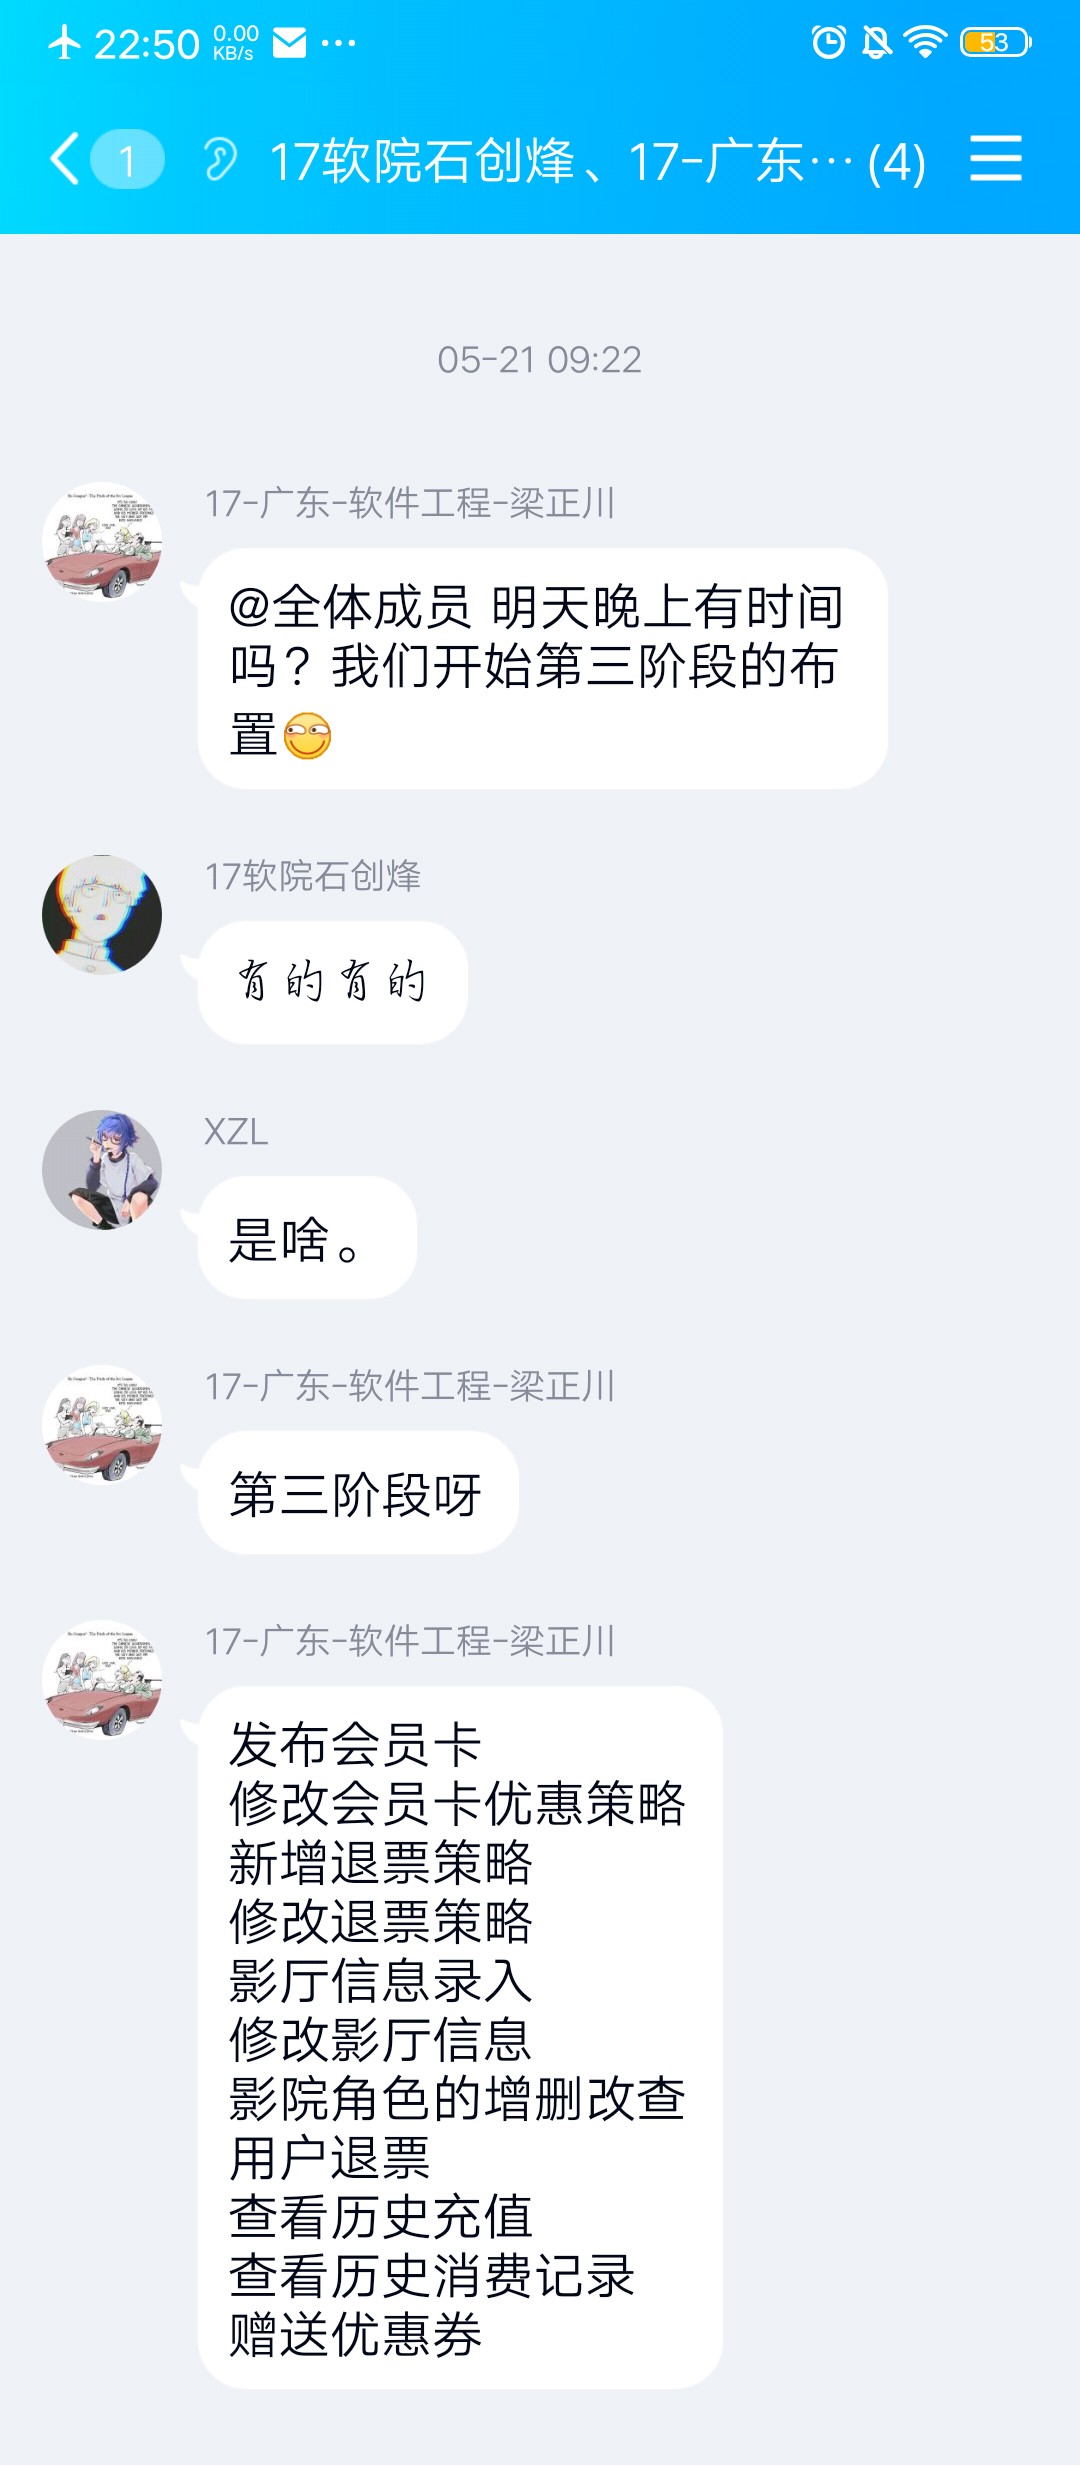 22:50 0.00 KB/s 53
1 17软院石创烽、17-广东… (4)
05-21 09:22
17-广东-软件工程-梁正川
@全体成员 明天晚上有时间
吗？我们开始第三阶段的布
置
17软院石创烽
有的有的
XZL
是啥。
17-广东-软件工程-梁正川
第三阶段呀
17-广东-软件工程-梁正川
发布会员卡
修改会员卡优惠策略
新增退票策略
修改退票策略
影厅信息录入
修改影厅信息
影院角色的增删改查
用户退票
查看历史充值
查看历史消费记录
赠送优惠券